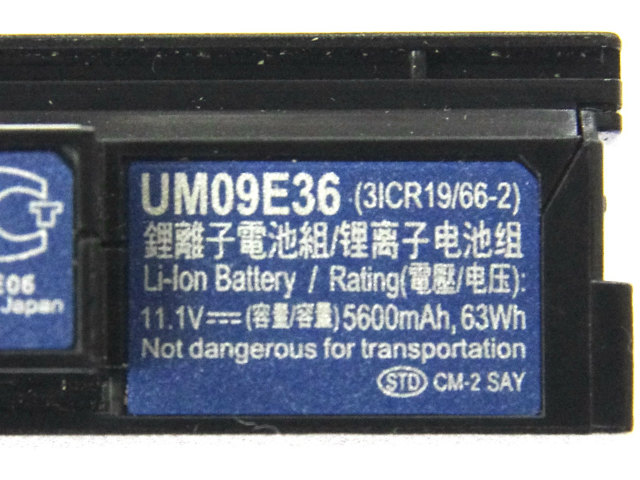 UM09E36 (3ICR19/66-2)
鋰離子電池組/锂离子电池组
Li-Ion Battery / Rating(電壓/电压):
11.1V⎓(容量/容量)5600mAh, 63Wh
Not dangerous for transportation
STD CM-2 SAY
Japan